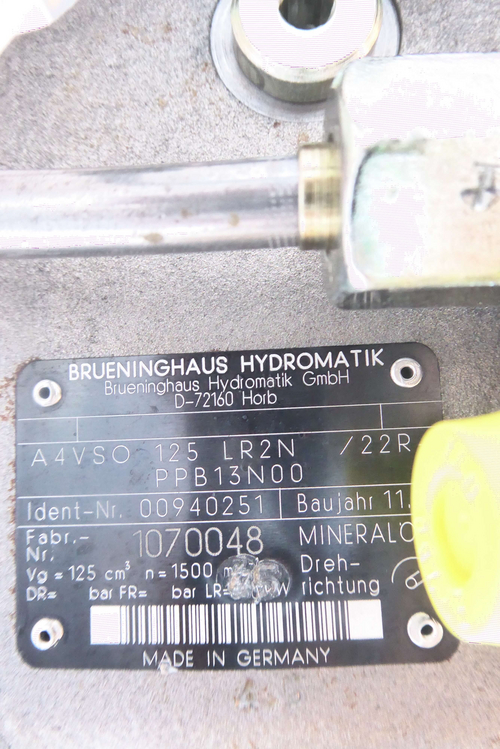 BRUENINGHAUS HYDROMATIK
Brueninghaus Hydromatik GmbH
D-72160 Horb
A4VSO 125 LR2N /22R
PPB13N00
Ident-Nr. 00940251 Baujahr 11.
Fabr.-
Nr. 1070048 MINERALÖ
Vg = 125 cm³ n= 1500 Dreh-
richtung
DR= bar FR= bar LR=
MADE IN GERMANY